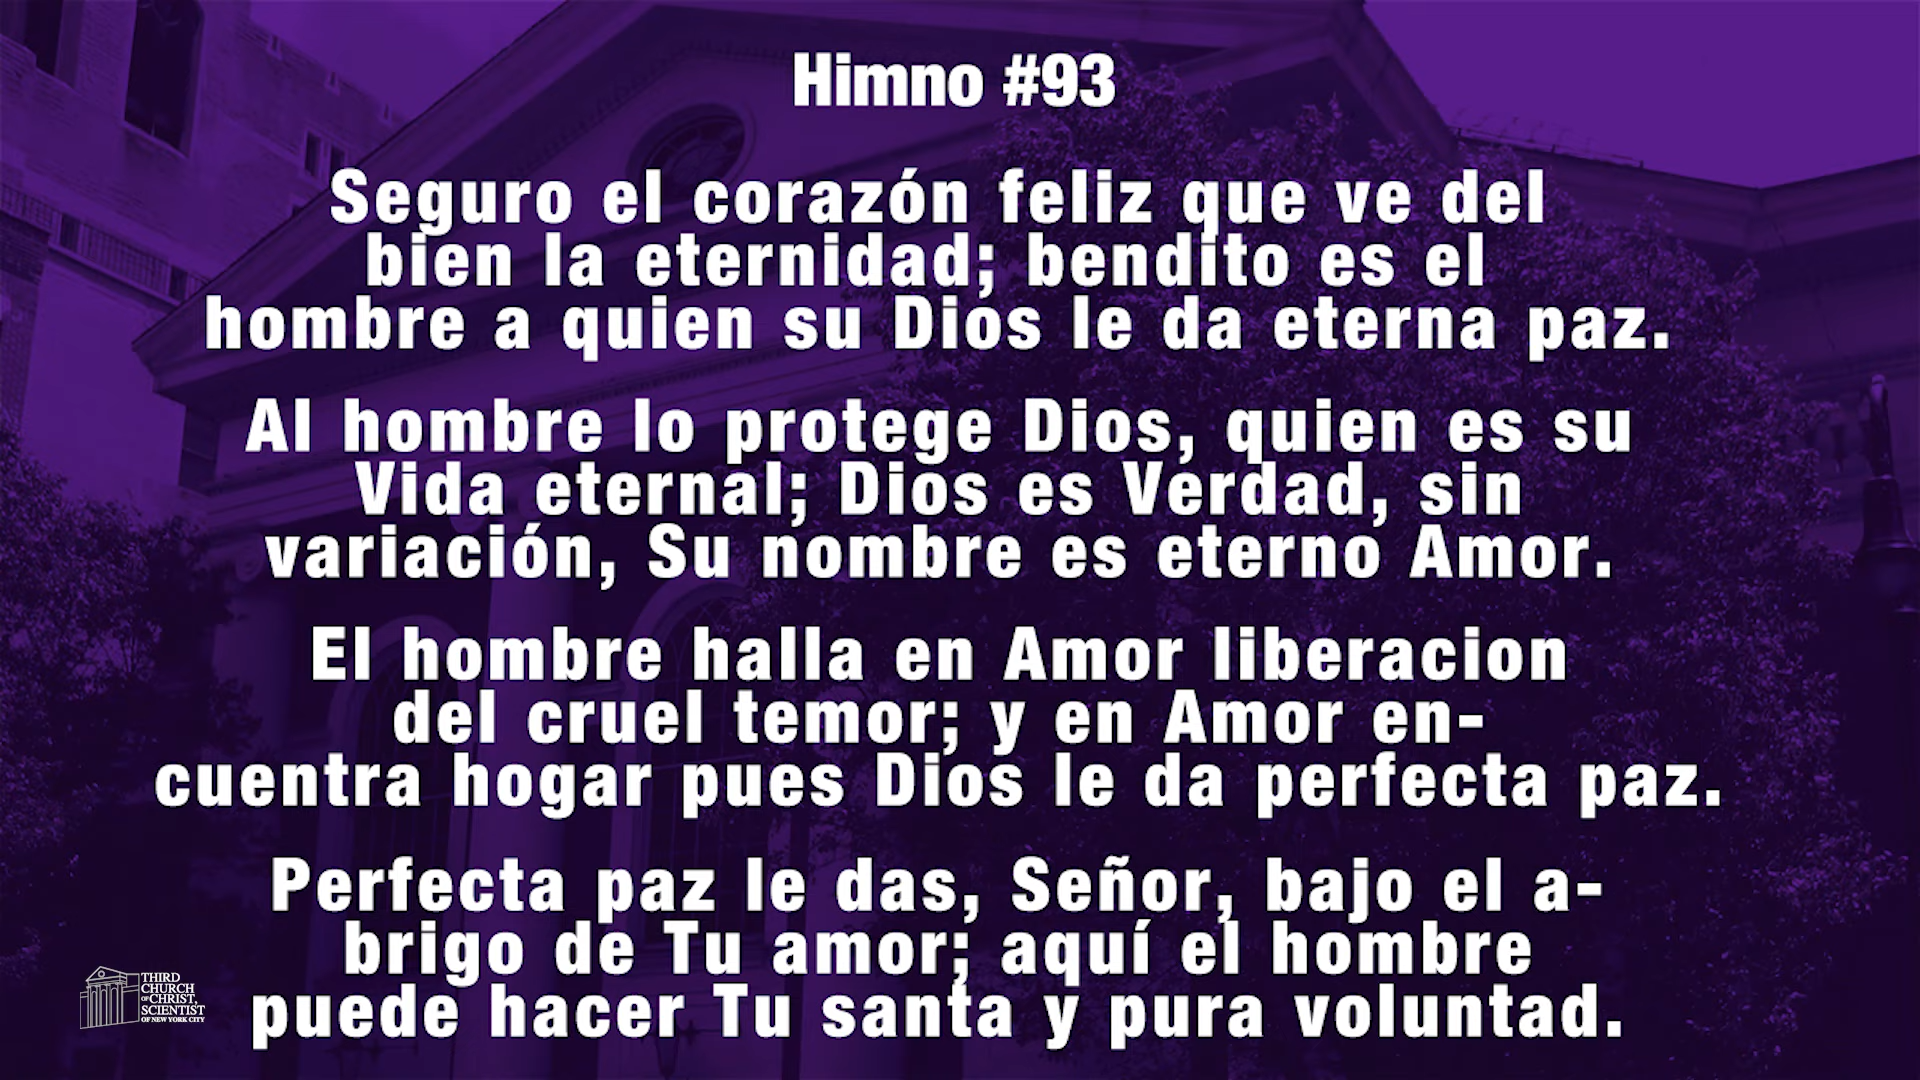 Himno #93
Seguro el corazón feliz que ve del
bien la eternidad; bendito es el
hombre a quien su Dios le da eterna paz.
Al hombre lo protege Dios, quien es su
Vida eternal; Dios es Verdad, sin
variación, Su nombre es eterno Amor.
El hombre halla en Amor liberacion
del cruel temor; y en Amor en-
cuentra hogar pues Dios le da perfecta paz.
Perfecta paz le das, Señor, bajo el a-
brigo de Tu amor; aquí el hombre
puede hacer Tu santa y pura voluntad.
THIRD
CHURCH
OF CHRIST,
SCIENTIST
OF NEW YORK CITY